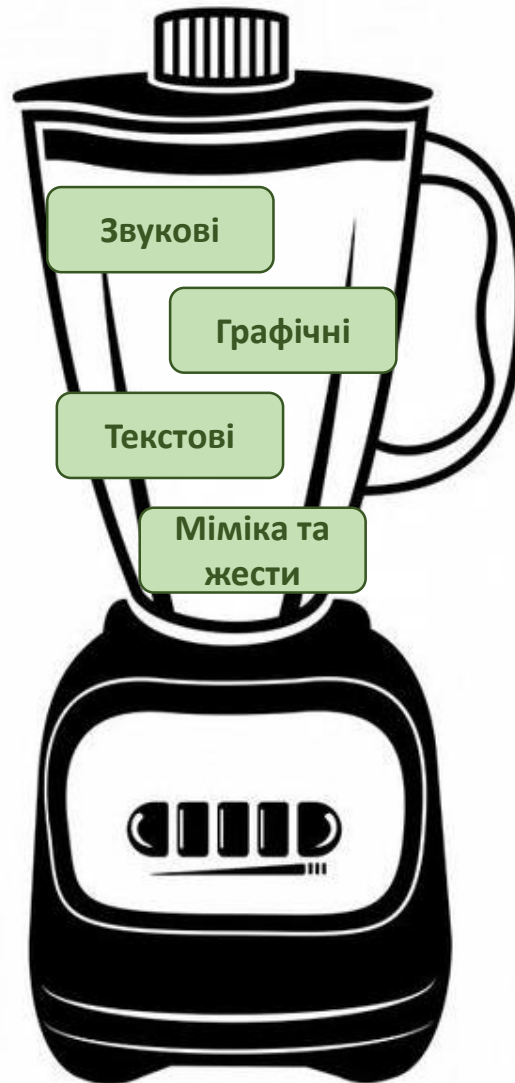 Звукові
Графічні
Текстові
Міміка та
жести